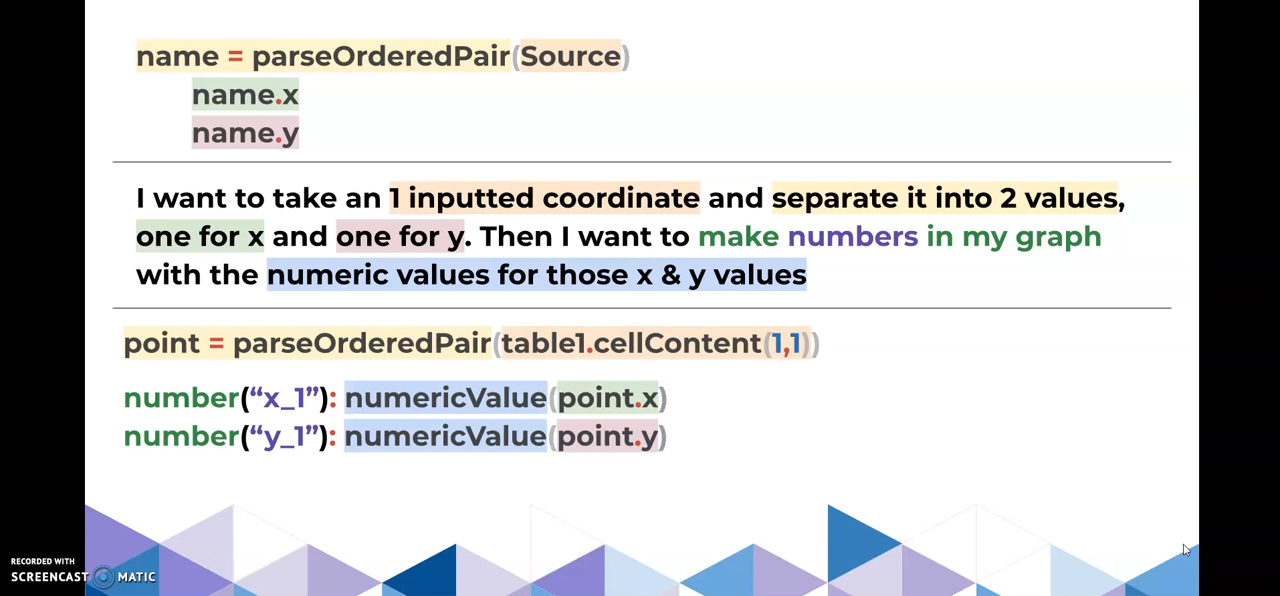 name = parseOrderedPair(Source)
name.x
name.y
I want to take an 1 inputted coordinate and separate it into 2 values,
one for x and one for y. Then I want to make numbers in my graph
with the numeric values for those x & y values
point = parseOrderedPair(table1.cellContent(1,1))
number(“x_1”): numericValue(point.x)
number(“y_1”): numericValue(point.y)
RECORDED WITH
SCREENCAST MATIC